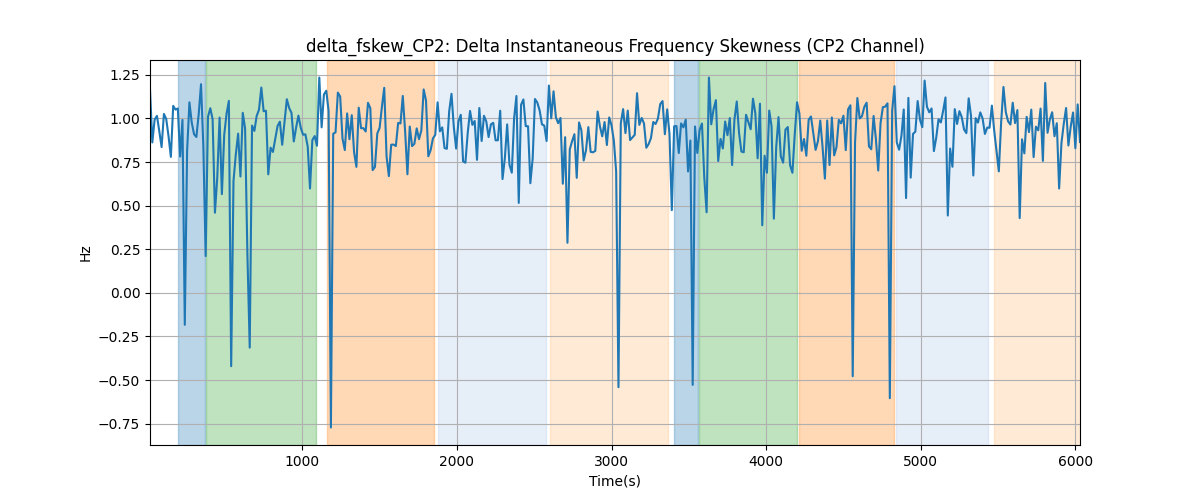 delta_fskew_CP2: Delta Instantaneous Frequency Skewness (CP2 Channel)
1.25
1.00
0.75
0.50
0.25
0.00
−0.25
−0.50
−0.75
Hz
1000 2000 3000 4000 5000 6000
Time(s)